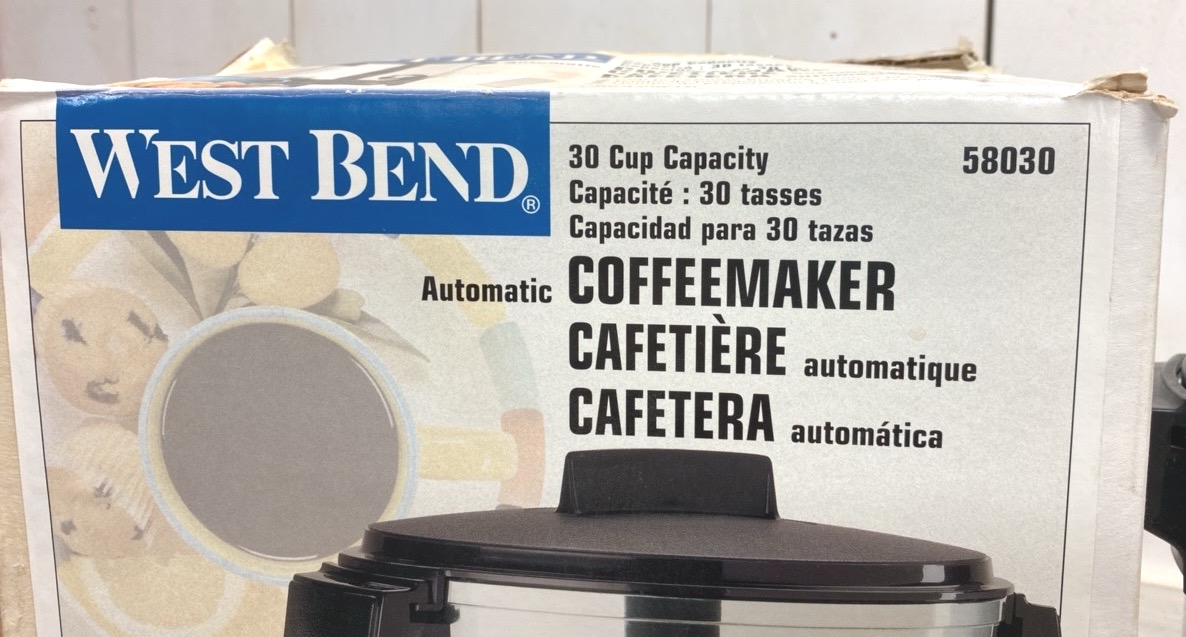 WEST BEND®
30 Cup Capacity
58030
Capacité : 30 tasses
Capacidad para 30 tazas
Automatic COFFEEMAKER
CAFETIÈRE automatique
CAFETERA automática